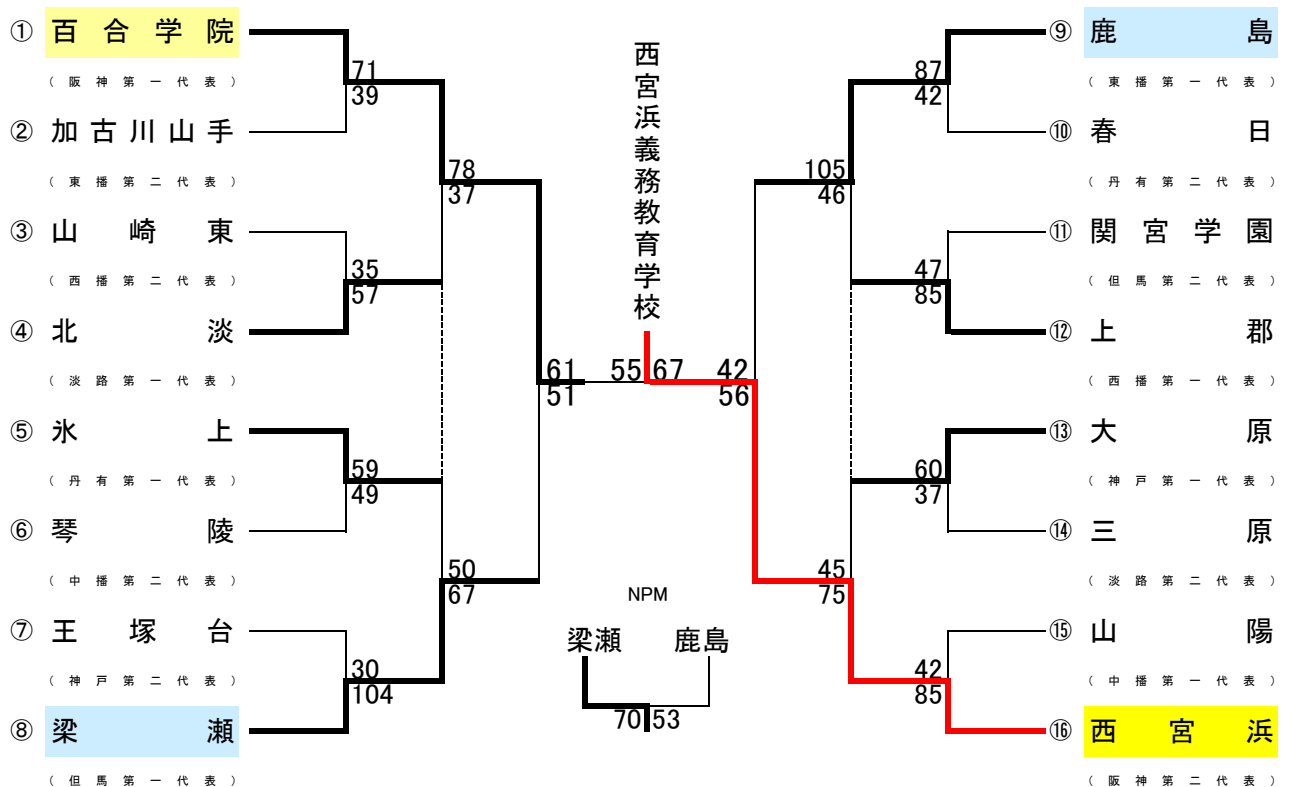 ① 百合学院
（阪神第一代表）
② 加古川山手
（東播第二代表）
③ 山崎東
（西播第二代表）
④ 北淡
（淡路第一代表）
⑤ 氷上
（丹有第一代表）
⑥ 琴陵
（中播第二代表）
⑦ 王塚台
（神戸第二代表）
⑧ 梁瀬
（但馬第一代表）
71
39
35
57
59
49
30
104
78
37
50
67
61
51
西宮浜義務教育学校
55 67
NPM
梁瀬 鹿島
70 53
42
56
105
46
45
75
87
42
47
85
60
37
42
85
⑨ 鹿島
（東播第一代表）
⑩ 春日
（丹有第二代表）
⑪ 関宮学園
（但馬第二代表）
⑫ 上郡
（西播第一代表）
⑬ 大原
（神戸第一代表）
⑭ 三原
（淡路第二代表）
⑮ 山陽
（中播第一代表）
⑯ 西宮浜
（阪神第二代表）